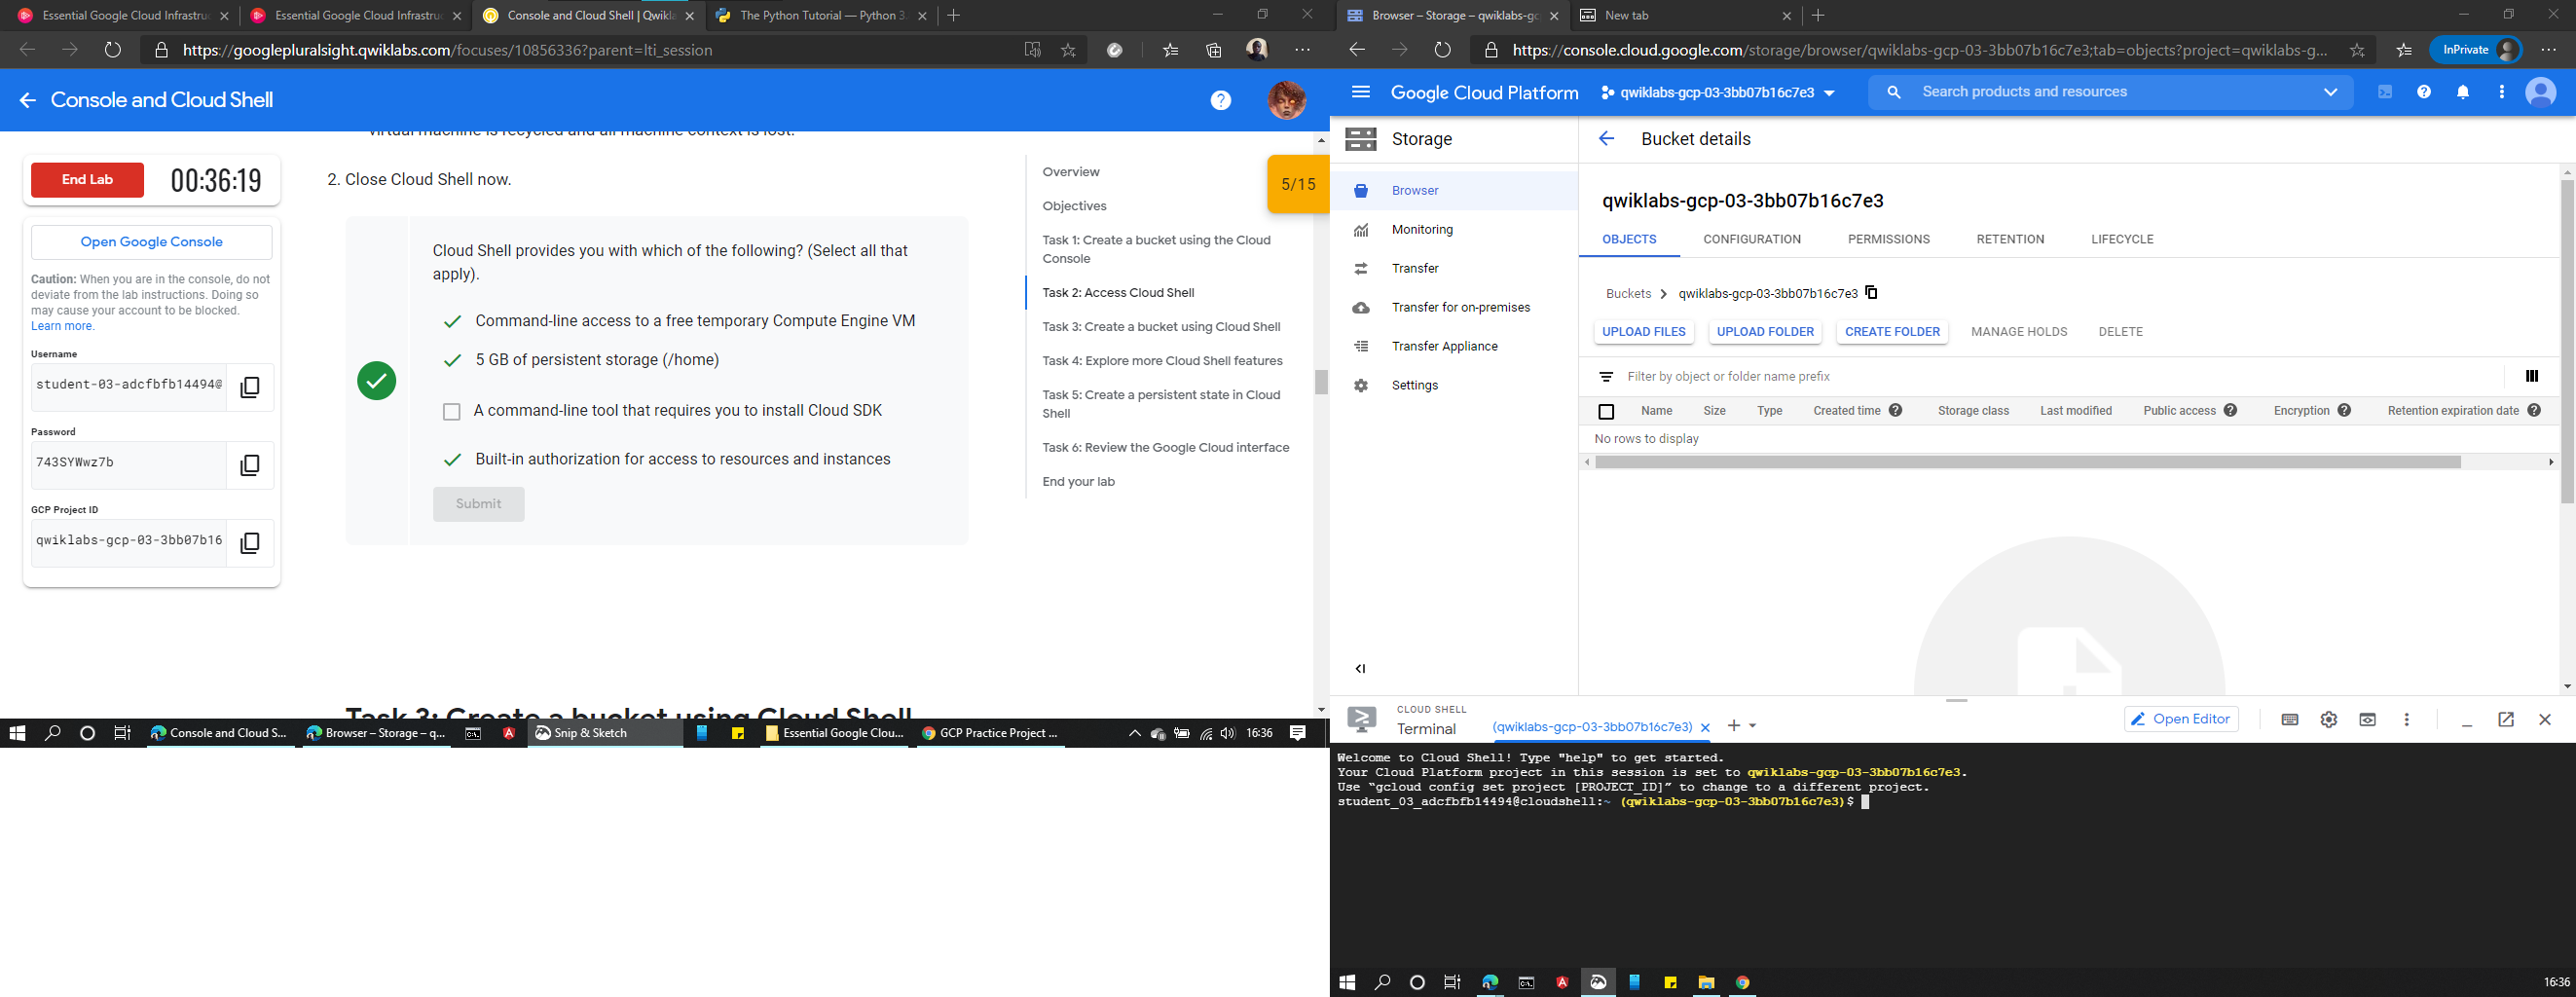 Essential Google Cloud Infrastru
Essential Google Cloud Infrastruc
Console and Cloud Shell | Qwikla
The Python Tutorial — Python 3.
https://googlepluralsight.qwiklabs.com/focuses/10856336?parent=lti_session
Console and Cloud Shell
virtual machine is recycled and all machine context is lost.
End Lab
00:36:19
2. Close Cloud Shell now.
5/15
Open Google Console
Caution: When you are in the console, do not
deviate from the lab instructions. Doing so
may cause your account to be blocked.
Learn more.
Username
student-03-adcfbfb14494@
Password
743SYWwz7b
GCP Project ID
qwiklabs-gcp-03-3bb07b16
Cloud Shell provides you with which of the following? (Select all that
apply).
Command-line access to a free temporary Compute Engine VM
5 GB of persistent storage (/home)
A command-line tool that requires you to install Cloud SDK
Built-in authorization for access to resources and instances
Submit
Overview
Objectives
Task 1: Create a bucket using the Cloud
Console
Task 2: Access Cloud Shell
Task 3: Create a bucket using Cloud Shell
Task 4: Explore more Cloud Shell features
Task 5: Create a persistent state in Cloud
Shell
Task 6: Review the Google Cloud interface
End your lab
Task 3: Create a bucket using Cloud Shell
Console and Cloud S...
Browser – Storage – q...
Snip & Sketch
Essential Google Clou...
GCP Practice Project ...
16:36
Browser – Storage – qwiklabs-gc
New tab
https://console.cloud.google.com/storage/browser/qwiklabs-gcp-03-3bb07b16c7e3;tab=objects?project=qwiklabs-g...
InPrivate
Google Cloud Platform
qwiklabs-gcp-03-3bb07b16c7e3
Search products and resources
Storage
Bucket details
Browser
Monitoring
Transfer
Transfer for on-premises
Transfer Appliance
Settings
qwiklabs-gcp-03-3bb07b16c7e3
OBJECTS
CONFIGURATION
PERMISSIONS
RETENTION
LIFECYCLE
Buckets
qwiklabs-gcp-03-3bb07b16c7e3
UPLOAD FILES
UPLOAD FOLDER
CREATE FOLDER
MANAGE HOLDS
DELETE
Filter by object or folder name prefix
Name
Size
Type
Created time
Storage class
Last modified
Public access
Encryption
Retention expiration date
No rows to display
CLOUD SHELL
Terminal
(qwiklabs-gcp-03-3bb07b16c7e3)
Open Editor
Welcome to Cloud Shell! Type "help" to get started.
Your Cloud Platform project in this session is set to qwiklabs-gcp-03-3bb07b16c7e3.
Use “gcloud config set project [PROJECT_ID]” to change to a different project.
student_03_adcfbfb14494@cloudshell:~ (qwiklabs-gcp-03-3bb07b16c7e3)$
16:36